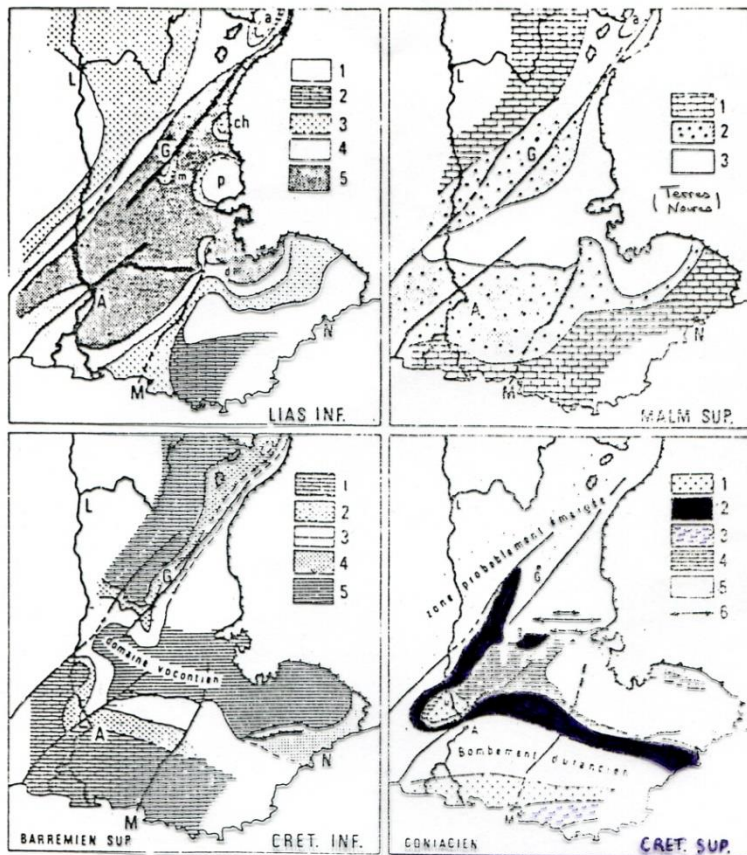 a
L
1
2
3
4
5
ch
G
m
p
A
d
N
M
LIAS INF.
a
L
1
2
3
(Terres
Noires)
G
A
N
M
MALM SUP.
L
1
2
3
4
5
G
domaine vocontien
A
N
M
BARREMIEN SUP
CRET. INF.
L
1
2
3
4
5
6
zone probablement émergée
G
A
Bombement durancien
M
CONIACIEN
CRET. SUP.